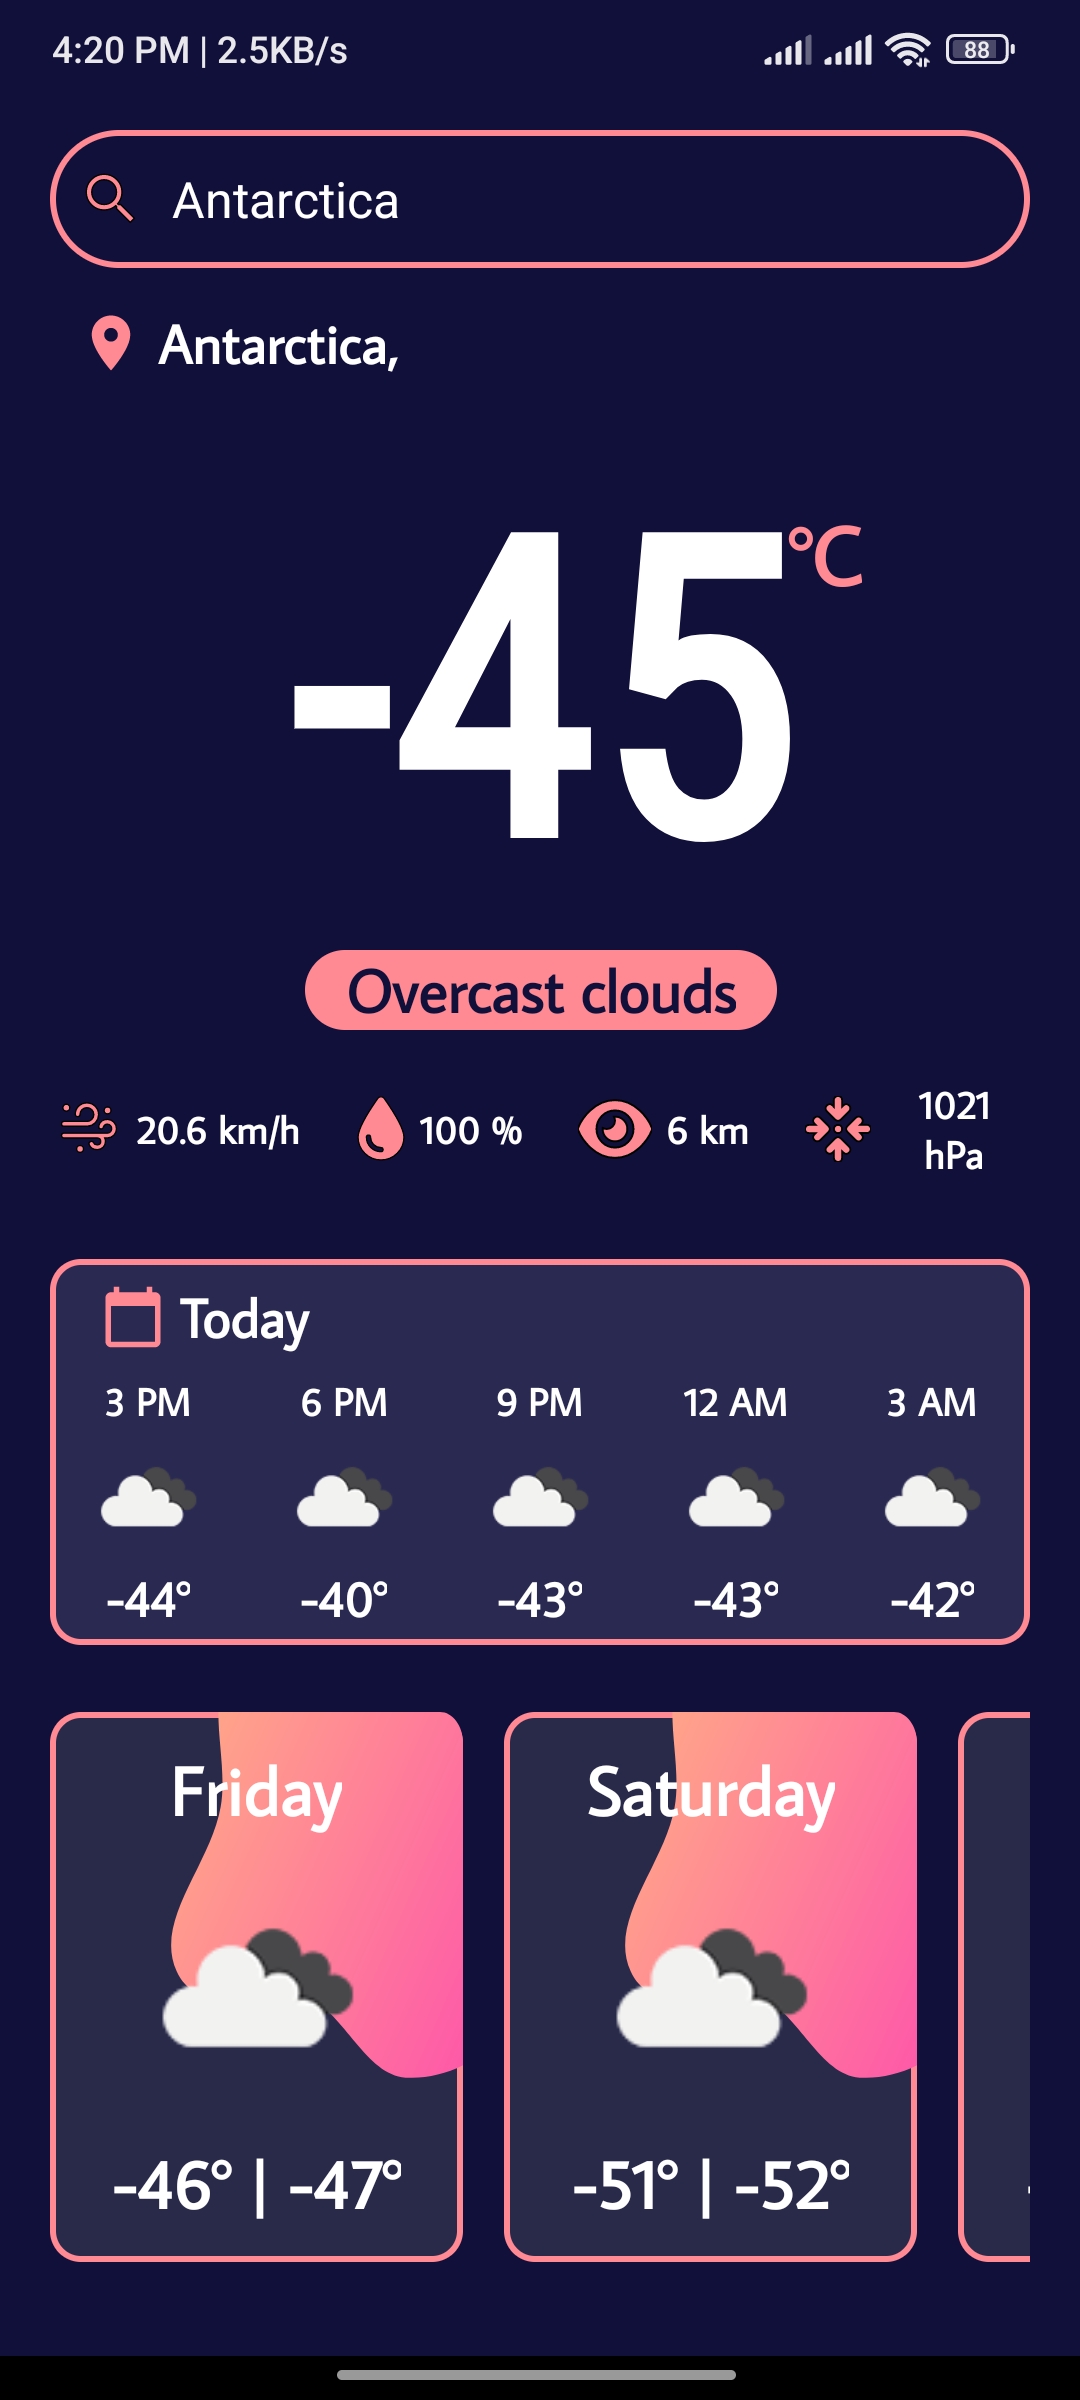 4:20 PM | 2.5KB/s 88
Antarctica
Antarctica,
-45°C
Overcast clouds
20.6 km/h 100 % 6 km 1021 hPa
Today
3 PM 6 PM 9 PM 12 AM 3 AM
-44° -40° -43° -43° -42°
Friday Saturday
-46° | -47° -51° | -52°